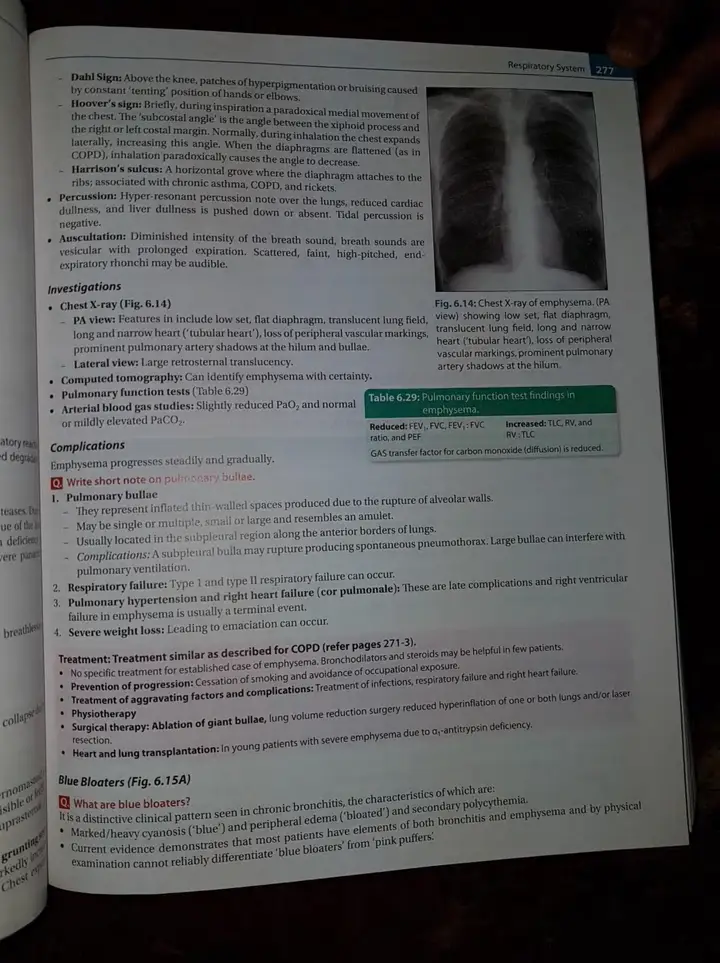 Respiratory System 277
– Dahl Sign: Above the knee, patches of hyperpigmentation or bruising caused
by constant 'tenting' position of hands or elbows.
– Hoover's sign: Briefly, during inspiration a paradoxical medial movement of
the chest. The 'subcostal angle' is the angle between the xiphoid process and
the right or left costal margin. Normally, during inhalation the chest expands
laterally, increasing this angle. When the diaphragms are flattened (as in
COPD), inhalation paradoxically causes the angle to decrease.
– Harrison's sulcus: A horizontal grove where the diaphragm attaches to the
ribs; associated with chronic asthma, COPD, and rickets.
• Percussion: Hyper-resonant percussion note over the lungs, reduced cardiac
dullness, and liver dullness is pushed down or absent. Tidal percussion is
negative.
• Auscultation: Diminished intensity of the breath sound, breath sounds are
vesicular with prolonged expiration. Scattered, faint, high-pitched, end-
expiratory rhonchi may be audible.
Investigations
• Chest X-ray (Fig. 6.14)
– PA view: Features in include low set, flat diaphragm, translucent lung field,
long and narrow heart ('tubular heart'), loss of peripheral vascular markings,
prominent pulmonary artery shadows at the hilum and bullae.
– Lateral view: Large retrosternal translucency.
• Computed tomography: Can identify emphysema with certainty.
• Pulmonary function tests (Table 6.29)
• Arterial blood gas studies: Slightly reduced PaO₂ and normal
or mildly elevated PaCO₂.
Fig. 6.14: Chest X-ray of emphysema. (PA
view) showing low set, flat diaphragm,
translucent lung field, long and narrow
heart ('tubular heart'), loss of peripheral
vascular markings, prominent pulmonary
artery shadows at the hilum.
Table 6.29: Pulmonary function test findings in
emphysema.
Reduced: FEV₁, FVC, FEV₁ : FVC
ratio, and PEF
Increased: TLC, RV, and
RV : TLC
GAS transfer factor for carbon monoxide (diffusion) is reduced.
Complications
Emphysema progresses steadily and gradually.
Q. Write short note on pulmonary bullae.
1. Pulmonary bullae
– They represent inflated thin-walled spaces produced due to the rupture of alveolar walls.
– May be single or multiple, small or large and resembles an amulet.
– Usually located in the subpleural region along the anterior borders of lungs.
– Complications: A subpleural bulla may rupture producing spontaneous pneumothorax. Large bullae can interfere with
pulmonary ventilation.
2. Respiratory failure: Type 1 and type II respiratory failure can occur.
3. Pulmonary hypertension and right heart failure (cor pulmonale): These are late complications and right ventricular
failure in emphysema is usually a terminal event.
4. Severe weight loss: Leading to emaciation can occur.
Treatment: Treatment similar as described for COPD (refer pages 271-3).
• No specific treatment for established case of emphysema. Bronchodilators and steroids may be helpful in few patients.
• Prevention of progression: Cessation of smoking and avoidance of occupational exposure.
• Treatment of aggravating factors and complications: Treatment of infections, respiratory failure and right heart failure.
• Physiotherapy
• Surgical therapy: Ablation of giant bullae, lung volume reduction surgery reduced hyperinflation of one or both lungs and/or laser
resection.
• Heart and lung transplantation: In young patients with severe emphysema due to α₁-antitrypsin deficiency.
Blue Bloaters (Fig. 6.15A)
Q. What are blue bloaters?
It is a distinctive clinical pattern seen in chronic bronchitis, the characteristics of which are:
• Marked/heavy cyanosis ('blue') and peripheral edema ('bloated') and secondary polycythemia.
• Current evidence demonstrates that most patients have elements of both bronchitis and emphysema and by physical
examination cannot reliably differentiate 'blue bloaters' from 'pink puffers'.